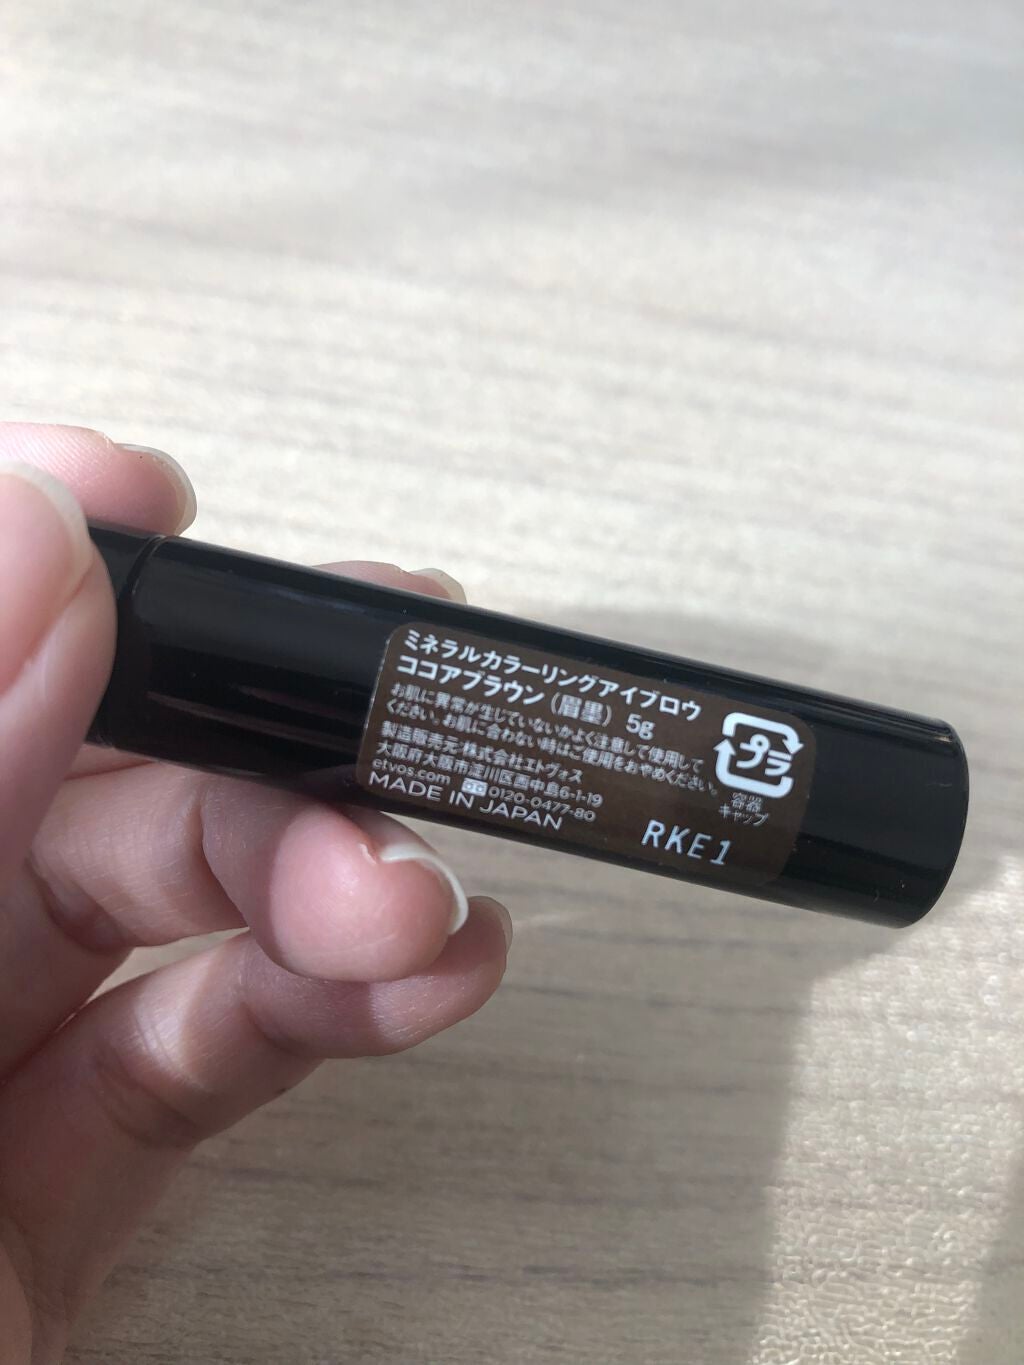 ミネラルカラーリングアイブロウ
ココアブラウン（眉墨） 5g
お肌に異常が生じていないかよく注意して使用して
ください。お肌に合わない時はご使用をおやめください。
製造販売元:株式会社エトヴォス
大阪府大阪市淀川区西中島6-1-19
etvos.com 0120-0477-80
MADE IN JAPAN
プラ
容器
キャップ
RKE1